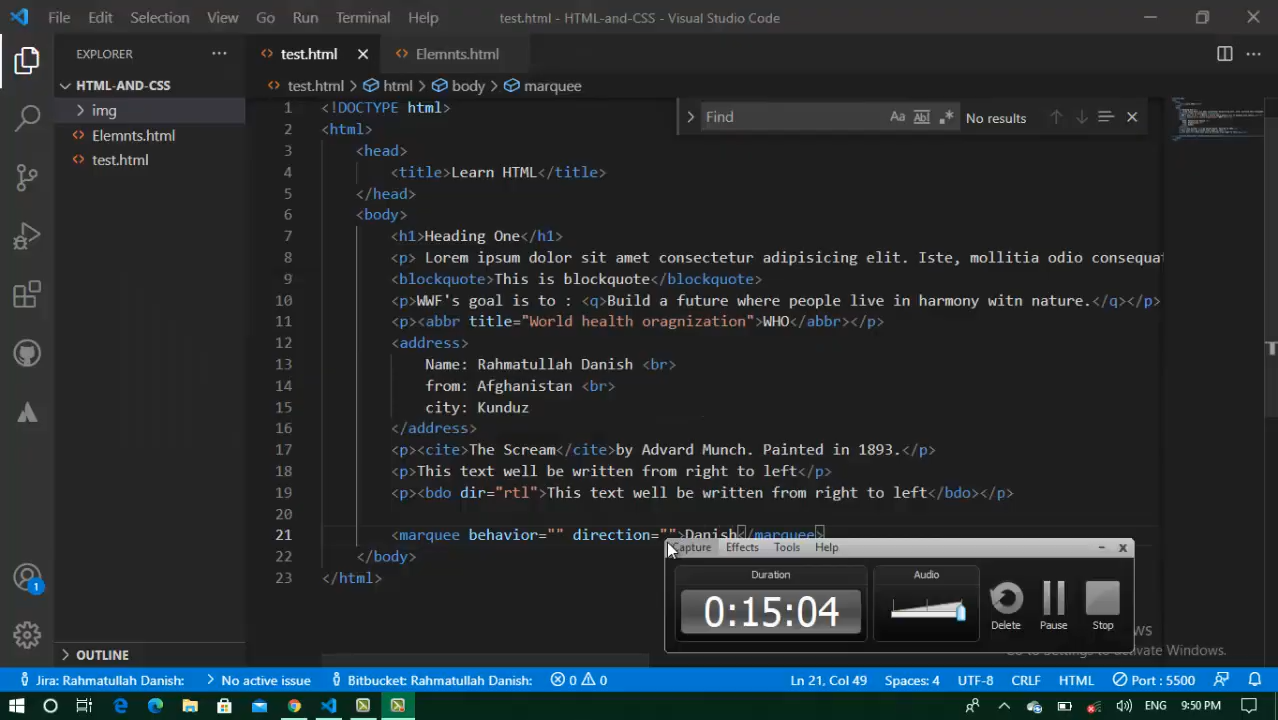 File Edit Selection View Go Run Terminal Help test.html - HTML-and-CSS - Visual Studio Code
EXPLORER ··· test.html Elemnts.html ···
HTML-AND-CSS test.html > html > body > marquee
img
Elemnts.html
test.html
Find Aa Abl .* No results
1 <!DOCTYPE html>
2 <html>
3 <head>
4 <title>Learn HTML</title>
5 </head>
6 <body>
7 <h1>Heading One</h1>
8 <p> Lorem ipsum dolor sit amet consectetur adipisicing elit. Iste, mollitia odio consequat
9 <blockquote>This is blockquote</blockquote>
10 <p>WWF's goal is to : <q>Build a future where people live in harmony witn nature.</q></p>
11 <p><abbr title="World health oragnization">WHO</abbr></p>
12 <address>
13 Name: Rahmatullah Danish <br>
14 from: Afghanistan <br>
15 city: Kunduz
16 </address>
17 <p><cite>The Scream</cite>by Advard Munch. Painted in 1893.</p>
18 <p>This text well be written from right to left</p>
19 <p><bdo dir="rtl">This text well be written from right to left</bdo></p>
20
21 <marquee behavior="" direction="">Danish</marquee>
22 </body>
23 </html>
Capture Effects Tools Help
Duration Audio
0:15:04
Delete Pause Stop
to activate Windows.
OUTLINE
1
Jira: Rahmatullah Danish: No active issue Bitbucket: Rahmatullah Danish: 0 0 Ln 21, Col 49 Spaces: 4 UTF-8 CRLF HTML Port : 5500
ENG 9:50 PM